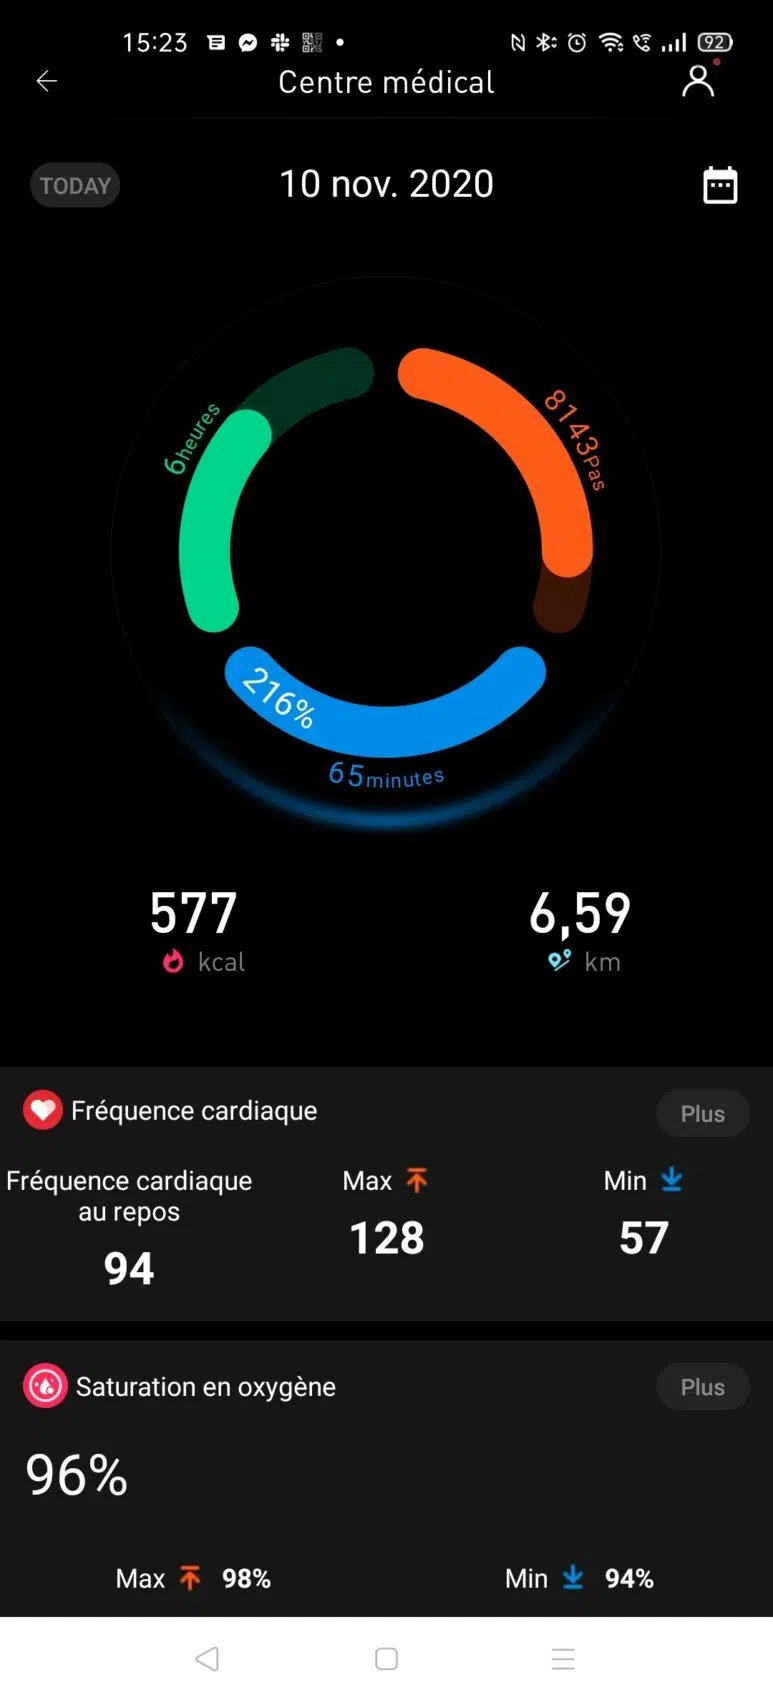 15:23
92
Centre médical
TODAY
10 nov. 2020
6heures
8143Pas
216%
65minutes
577
6,59
kcal
km
Fréquence cardiaque
Plus
Fréquence cardiaque
au repos
Max
Min
94
128
57
Saturation en oxygène
Plus
96%
Max 98%
Min 94%